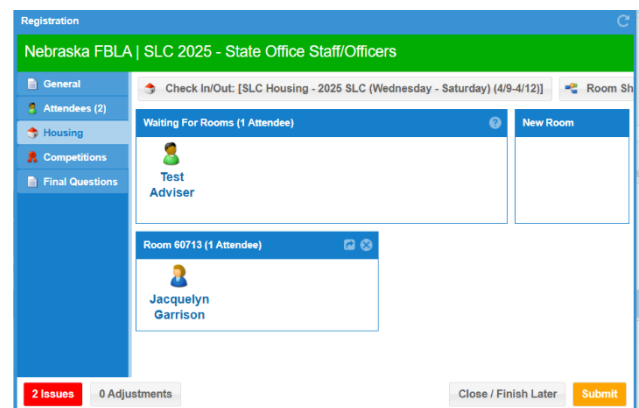 Registration
Nebraska FBLA | SLC 2025 - State Office Staff/Officers
General
Attendees (2)
Housing
Competitions
Final Questions
Check In/Out: [SLC Housing - 2025 SLC (Wednesday - Saturday) (4/9-4/12)]
Room Sh
Waiting For Rooms (1 Attendee)
?
New Room
Test
Adviser
Room 60713 (1 Attendee)
Jacquelyn
Garrison
2 Issues
0 Adjustments
Close / Finish Later
Submit